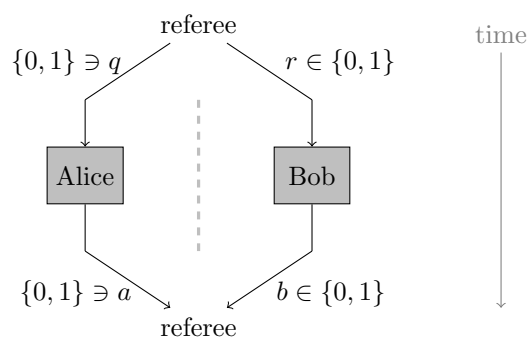 referee
time
{0, 1} ∋ q
r ∈ {0, 1}
Alice
Bob
{0, 1} ∋ a
b ∈ {0, 1}
referee